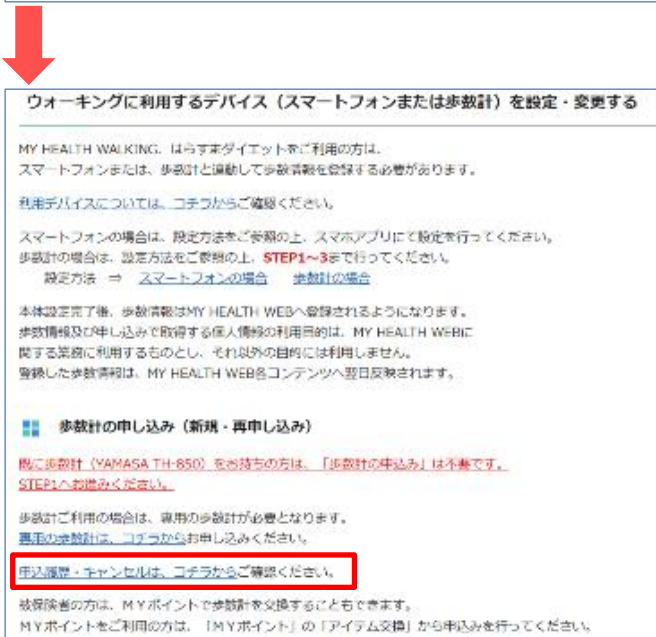 ウォーキングに利用するデバイス（スマートフォンまたは歩数計）を設定・変更する
MY HEALTH WALKING、はらすまダイエットをご利用の方は、
スマートフォンまたは、歩数計と連動して歩数情報を登録する必要があります。
利用デバイスについては、コチラからご確認ください。
スマートフォンの場合は、設定方法をご参照の上、スマホアプリにて設定を行ってください。
歩数計の場合は、設定方法をご参照の上、STEP1～3まで行ってください。
設定方法 ⇒ スマートフォンの場合 歩数計の場合
本体設定完了後、歩数情報はMY HEALTH WEBへ登録されるようになります。
歩数情報及び申し込みで取得する個人情報の利用目的は、MY HEALTH WEBに
関する業務に利用するものとし、それ以外の目的には利用しません。
登録した歩数情報は、MY HEALTH WEB各コンテンツへ翌日反映されます。
歩数計の申し込み（新規・再申し込み）
既に歩数計（YAMASA TH-850）をお持ちの方は、「歩数計の申込み」は不要です。
STEP1へお進みください。
歩数計ご利用の場合は、専用の歩数計が必要となります。
専用の歩数計は、コチラからお申し込みください。
申込履歴・キャンセルは、コチラからご確認ください。
被保険者の方は、MYポイントで歩数計を交換することもできます。
MYポイントをご利用の方は、「MYポイント」の「アイテム交換」から申込みを行ってください。